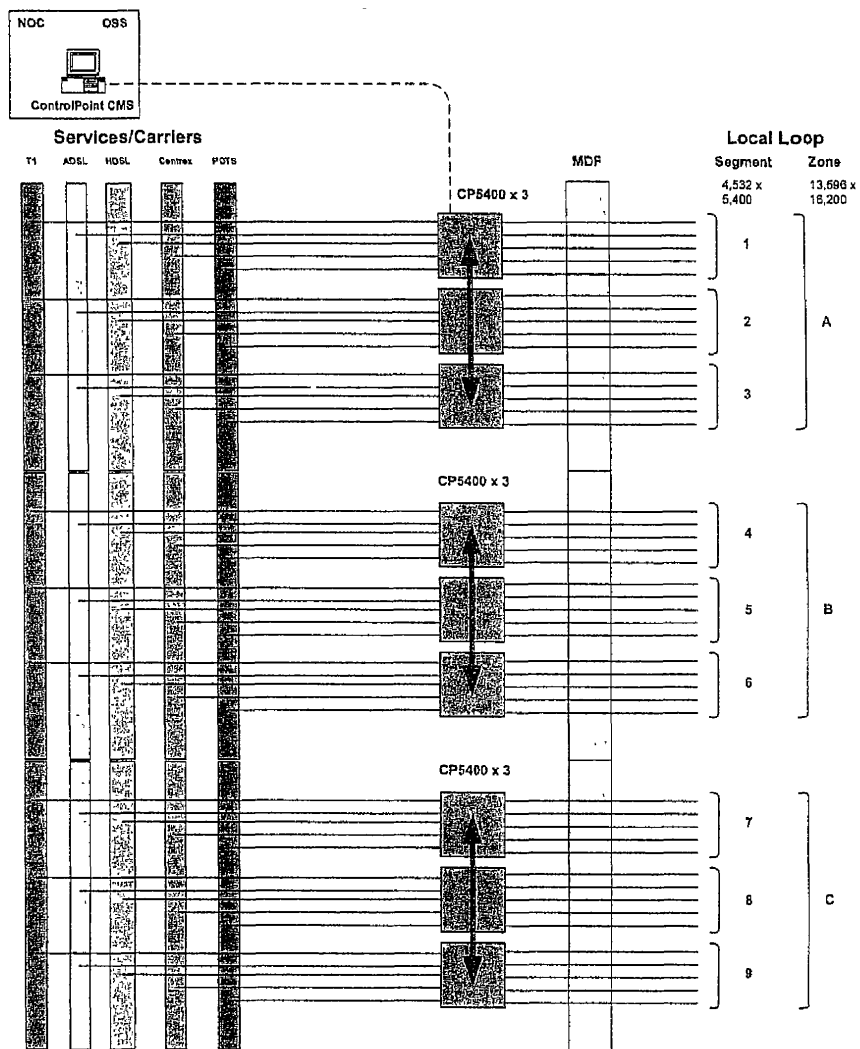 NOC OSS
ControlPoint CMS
Services/Carriers
Local Loop
T1 ADSL HDSL Centrex POTS
MDF
Segment Zone
CP5400 x 3
4,532 x 13,596 x
5,400 16,200
1
2
A
3
CP5400 x 3
4
5
B
6
CP5400 x 3
7
8
C
9